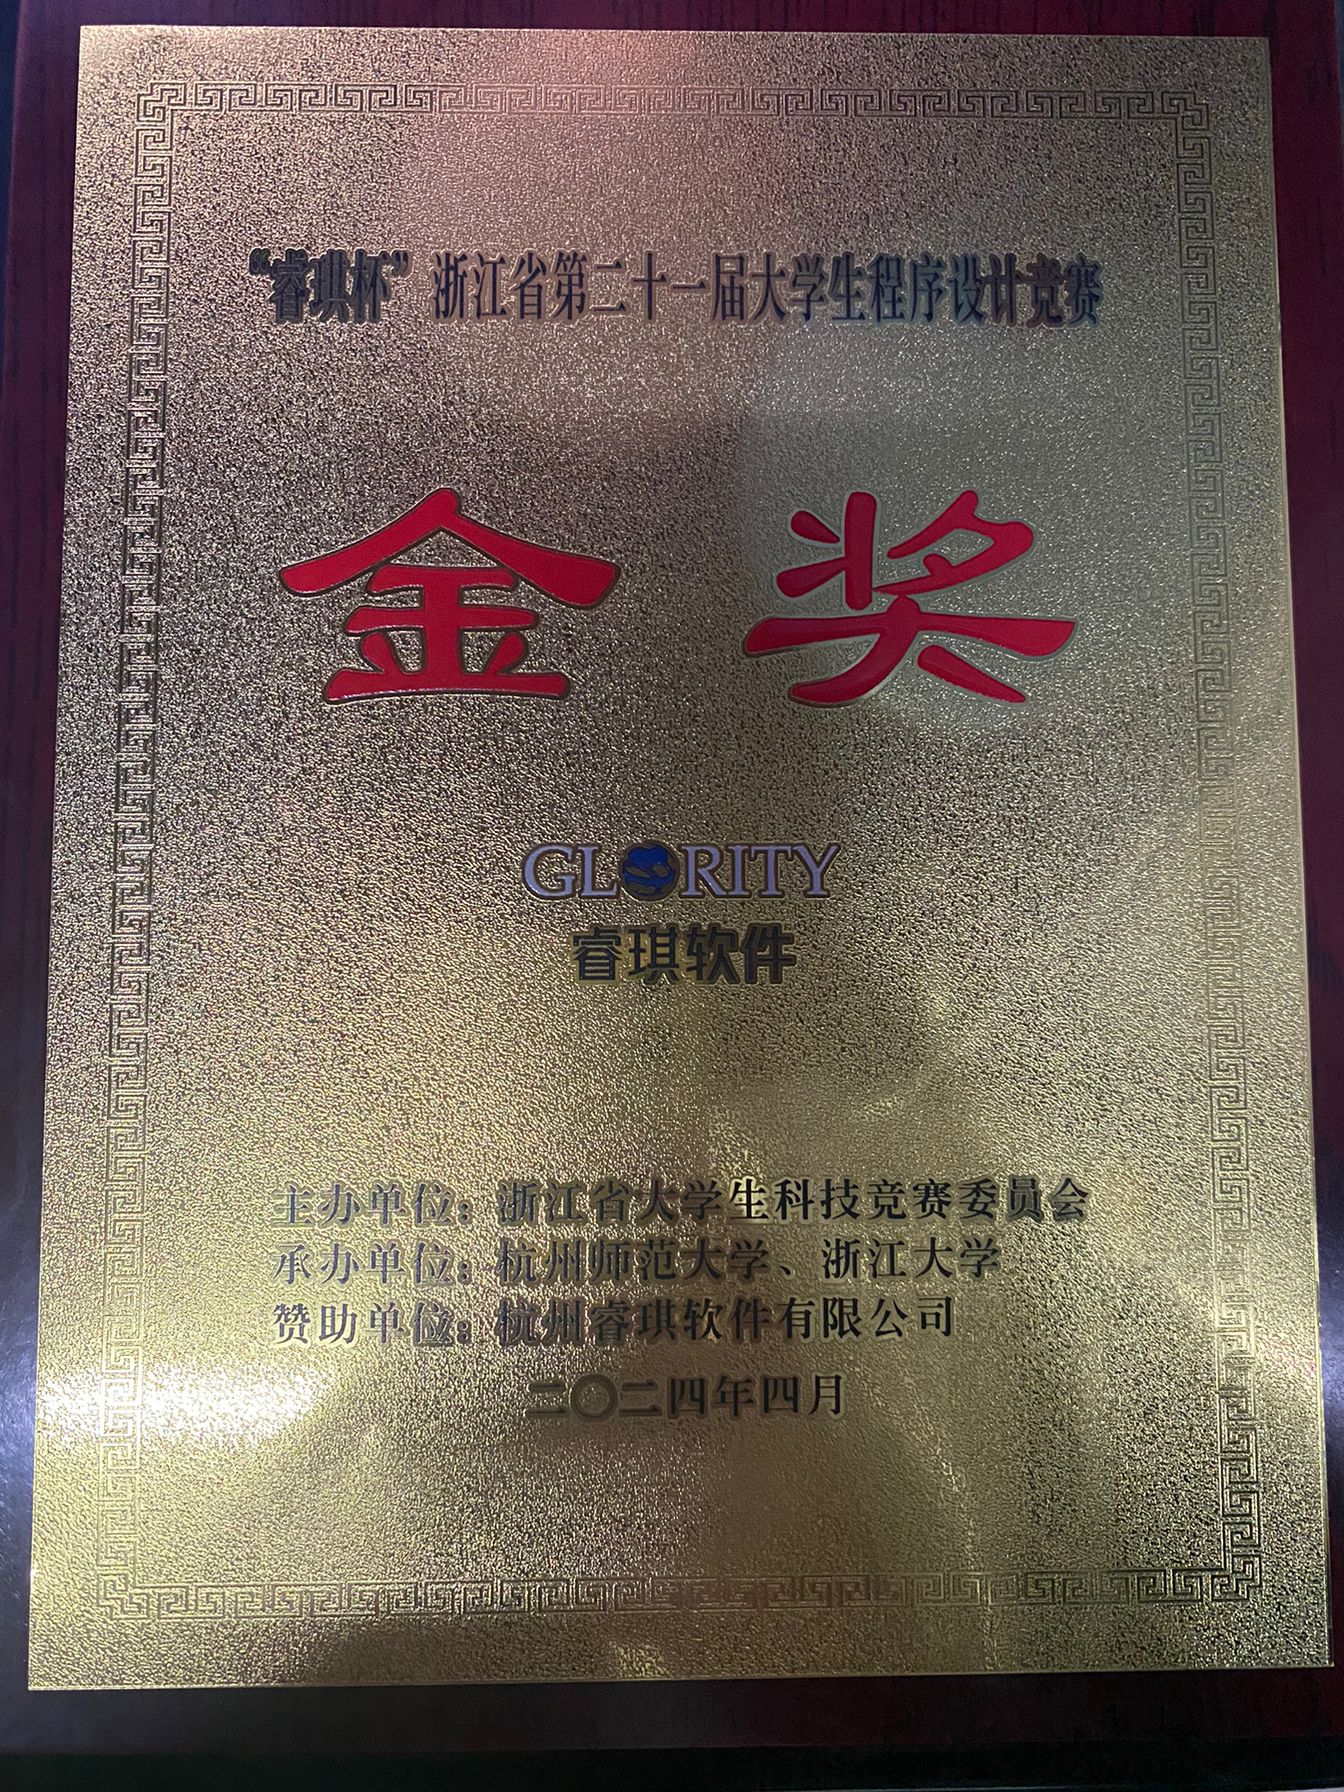 “睿琪杯”浙江省第二十一届大学生程序设计竞赛
金奖
GLORITY
睿琪软件
主办单位：浙江省大学生科技竞赛委员会
承办单位：杭州师范大学、浙江大学
赞助单位：杭州睿琪软件有限公司
二〇二四年四月